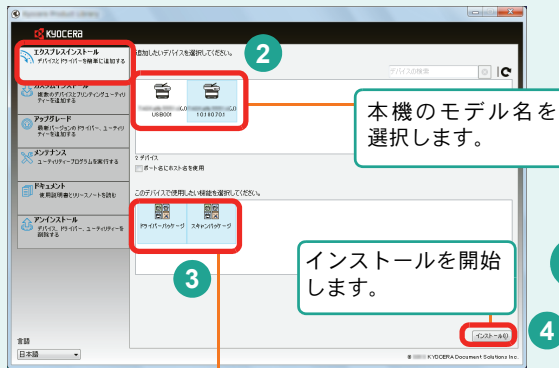 Kyocera Product Library
KYOCERA
エクスプレスインストール
デバイスとドライバーを簡単に追加する
カスタムインストール
複数のデバイスとプリンティングユーティリティーを追加する
アップグレード
最新バージョンのドライバー、ユーティリティーを追加する
メンテナンス
ユーティリティープログラムを実行する
ドキュメント
使用説明書とリリースノートを読む
アンインストール
デバイス、ドライバー、ユーティリティーを削除する
言語
日本語
追加したいデバイスを選択してください。
2
デバイスの検索
USB001
10.180.70.1
本機のモデル名を
選択します。
2 デバイス
ポート名にホスト名を使用
このデバイスで使用したい機能を選択してください。
ドライバーパッケージ
スキャンパッケージ
3
インストールを開始
します。
インストール(I)
4
KYOCERA Document Solutions Inc.